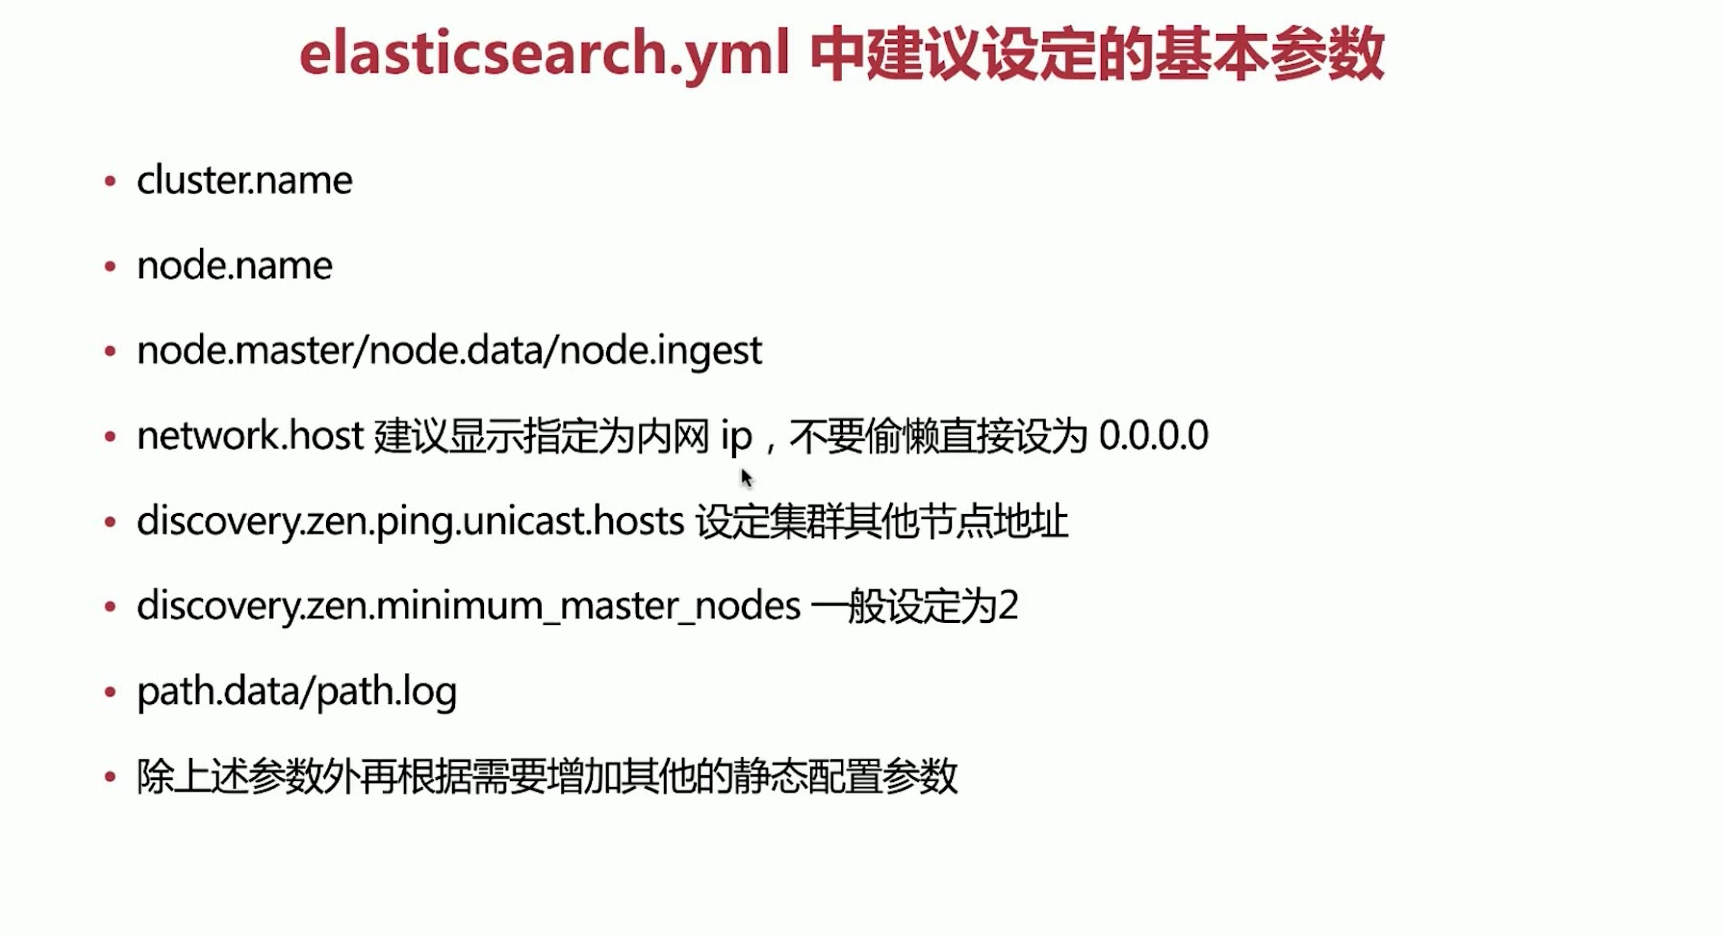 elasticsearch.yml 中建议设定的基本参数
• cluster.name
• node.name
• node.master/node.data/node.ingest
• network.host 建议显示指定为内网 ip，不要偷懒直接设为 0.0.0.0
• discovery.zen.ping.unicast.hosts 设定集群其他节点地址
• discovery.zen.minimum_master_nodes 一般设定为2
• path.data/path.log
• 除上述参数外再根据需要增加其他的静态配置参数